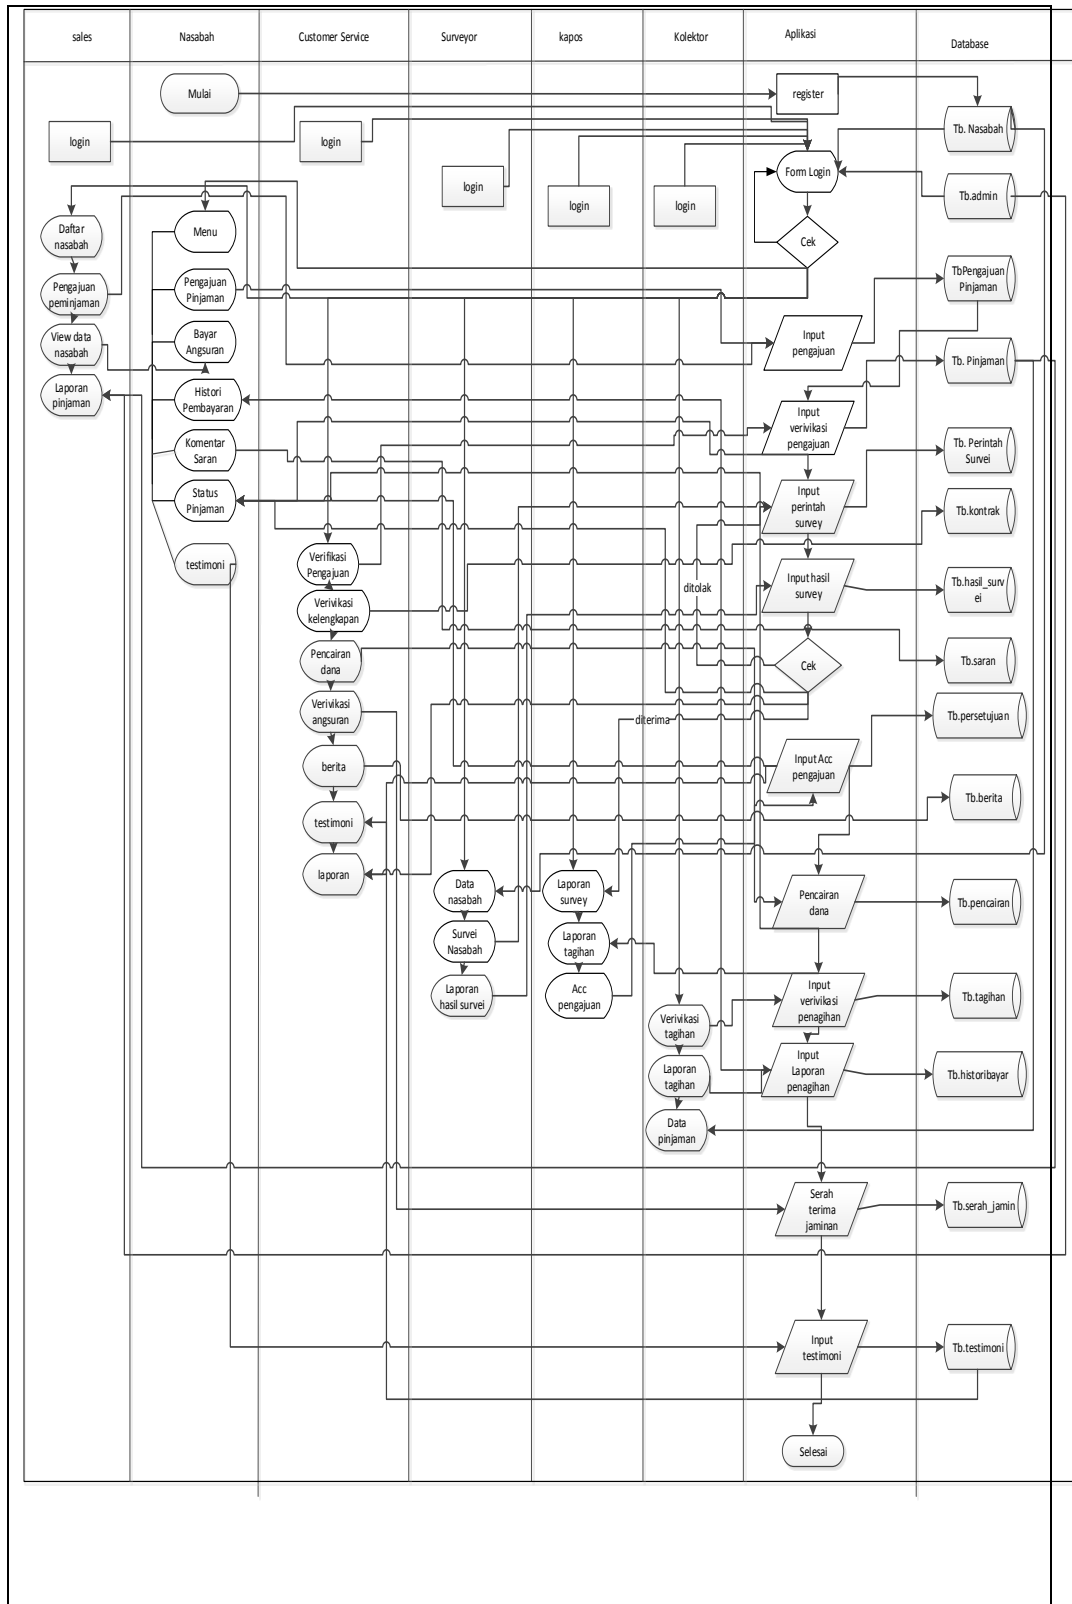 sales
Nasabah
Customer Service
Surveyor
kapos
Kolektor
Aplikasi
Database
Mulai
register
Tb. Nasabah
login
login
login
login
login
Form Login
Tb.admin
Cek
Daftar
nasabah
Pengajuan
peminjaman
View data
nasabah
Laporan
pinjaman
Menu
Pengajuan
Pinjaman
Bayar
Angsuran
Histori
Pembayaran
Komentar
Saran
Status
Pinjaman
testimoni
Verifikasi
Pengajuan
Verivikasi
kelengkapan
Pencairan
dana
Verivikasi
angsuran
berita
testimoni
laporan
Data
nasabah
Survei
Nasabah
Laporan
hasil survei
Laporan
survey
Laporan
tagihan
Acc
pengajuan
Verivikasi
tagihan
Laporan
tagihan
Data
pinjaman
Input
pengajuan
Input
verivikasi
pengajuan
Input
perintah
survey
Input hasil
survey
ditolak
Cek
diterima
Input Acc
pengajuan
Pencairan
dana
Input
verivikasi
penagihan
Input
Laporan
penagihan
Serah
terima
jaminan
Input
testimoni
Selesai
TbPengajuan
Pinjaman
Tb. Pinjaman
Tb. Perintah
Survei
Tb.kontrak
Tb.hasil_surv
ei
Tb.saran
Tb.persetujuan
Tb.berita
Tb.pencairan
Tb.tagihan
Tb.historibayar
Tb.serah_jamin
Tb.testimoni